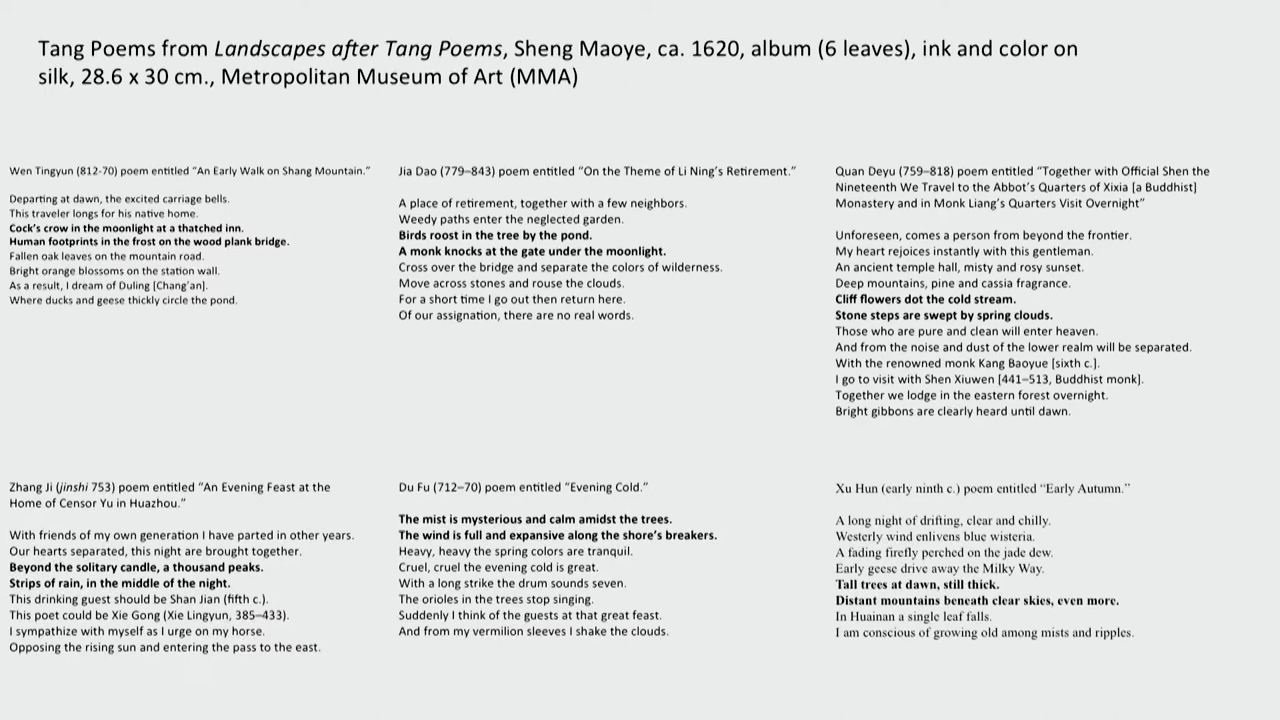 Tang Poems from Landscapes after Tang Poems, Sheng Maoye, ca. 1620, album (6 leaves), ink and color on
silk, 28.6 x 30 cm., Metropolitan Museum of Art (MMA)
Wen Tingyun (812-70) poem entitled “An Early Walk on Shang Mountain.”
Departing at dawn, the excited carriage bells.
This traveler longs for his native home.
Cock’s crow in the moonlight at a thatched inn.
Human footprints in the frost on the wood plank bridge.
Fallen oak leaves on the mountain road.
Bright orange blossoms on the station wall.
As a result, I dream of Duling [Chang’an].
Where ducks and geese thickly circle the pond.
Jia Dao (779–843) poem entitled “On the Theme of Li Ning’s Retirement.”
A place of retirement, together with a few neighbors.
Weedy paths enter the neglected garden.
Birds roost in the tree by the pond.
A monk knocks at the gate under the moonlight.
Cross over the bridge and separate the colors of wilderness.
Move across stones and rouse the clouds.
For a short time I go out then return here.
Of our assignation, there are no real words.
Quan Deyu (759–818) poem entitled “Together with Official Shen the
Nineteenth We Travel to the Abbot’s Quarters of Xixia [a Buddhist]
Monastery and in Monk Liang’s Quarters Visit Overnight”
Unforeseen, comes a person from beyond the frontier.
My heart rejoices instantly with this gentleman.
An ancient temple hall, misty and rosy sunset.
Deep mountains, pine and cassia fragrance.
Cliff flowers dot the cold stream.
Stone steps are swept by spring clouds.
Those who are pure and clean will enter heaven.
And from the noise and dust of the lower realm will be separated.
With the renowned monk Kang Baoyue [sixth c.].
I go to visit with Shen Xiuwen [441–513, Buddhist monk].
Together we lodge in the eastern forest overnight.
Bright gibbons are clearly heard until dawn.
Zhang Ji (jinshi 753) poem entitled “An Evening Feast at the
Home of Censor Yu in Huazhou.”
With friends of my own generation I have parted in other years.
Our hearts separated, this night are brought together.
Beyond the solitary candle, a thousand peaks.
Strips of rain, in the middle of the night.
This drinking guest should be Shan Jian (fifth c.).
This poet could be Xie Gong (Xie Lingyun, 385–433).
I sympathize with myself as I urge on my horse.
Opposing the rising sun and entering the pass to the east.
Du Fu (712–70) poem entitled “Evening Cold.”
The mist is mysterious and calm amidst the trees.
The wind is full and expansive along the shore’s breakers.
Heavy, heavy the spring colors are tranquil.
Cruel, cruel the evening cold is great.
With a long strike the drum sounds seven.
The orioles in the trees stop singing.
Suddenly I think of the guests at that great feast.
And from my vermilion sleeves I shake the clouds.
Xu Hun (early ninth c.) poem entitled “Early Autumn.”
A long night of drifting, clear and chilly.
Westerly wind enlivens blue wisteria.
A fading firefly perched on the jade dew.
Early geese drive away the Milky Way.
Tall trees at dawn, still thick.
Distant mountains beneath clear skies, even more.
In Huainan a single leaf falls.
I am conscious of growing old among mists and ripples.